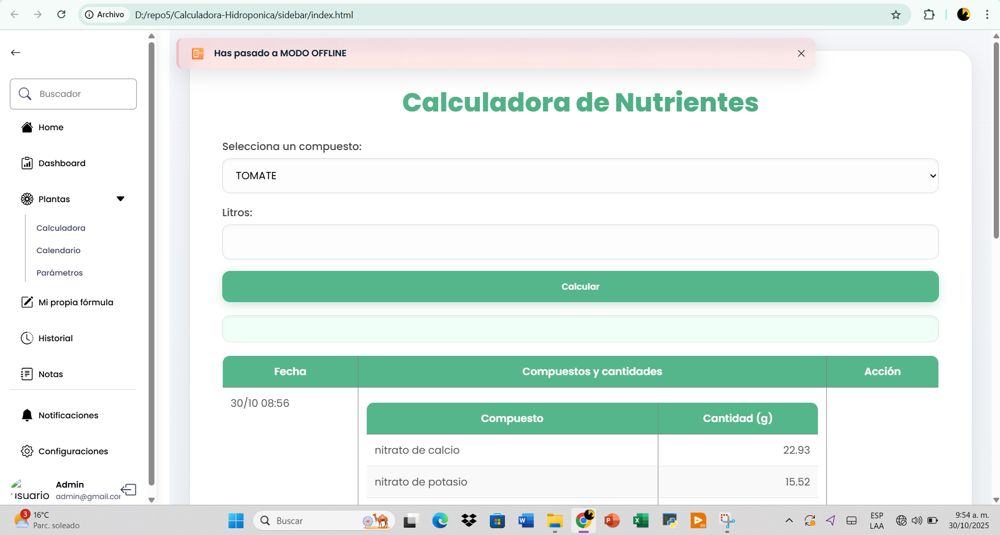 Archivo
D:/repo5/Calculadora-Hidroponica/sidebar/index.html
Has pasado a MODO OFFLINE
Buscador
Home
Dashboard
Plantas
Calculadora
Calendario
Parámetros
Mi propia fórmula
Historial
Notas
Notificaciones
Configuraciones
usuario
Admin
admin@gmail.cor
Calculadora de Nutrientes
Selecciona un compuesto:
TOMATE
Litros:
Calcular
Fecha Compuestos y cantidades Acción
30/10 08:56
Compuesto Cantidad (g)
nitrato de calcio 22.93
nitrato de potasio 15.52
3
16°C
Parc. soleado
Buscar
ESP
LAA
9:54 a. m.
30/10/2025